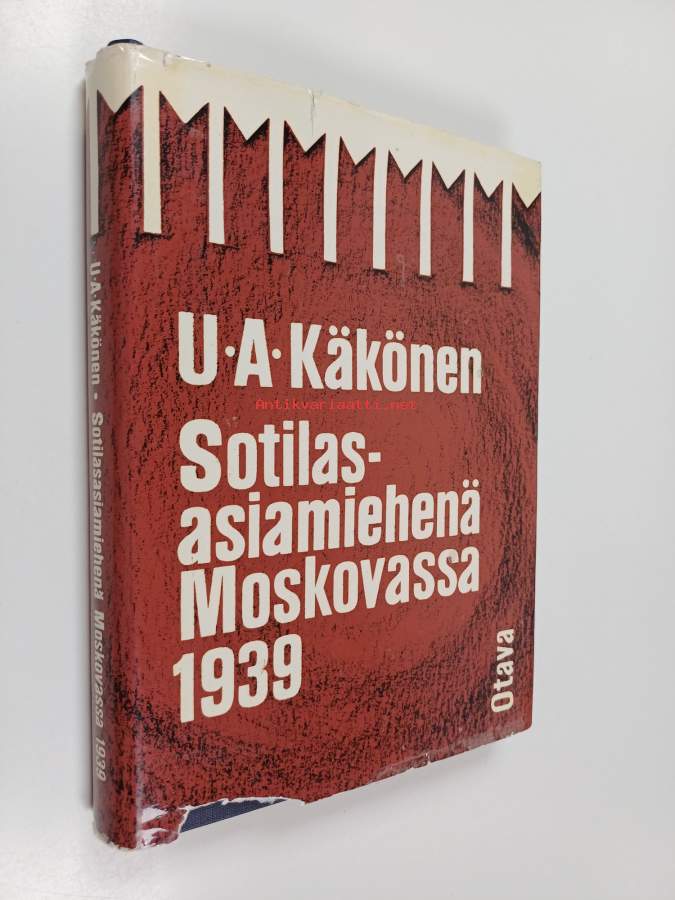 U·A·Käkönen • Sotilasasiamiehenä Moskovassa 1939
U·A·Käkönen
Antikvariaatti.net
Sotilas-
asiamiehenä
Moskovassa
1939
Otava